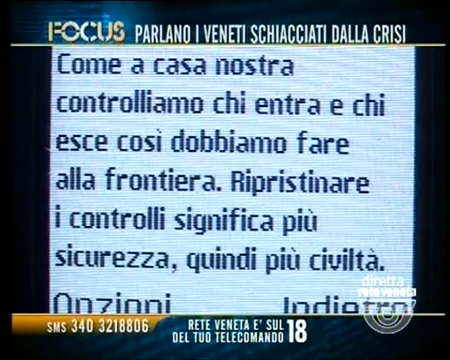 FOCUS PARLANO I VENETI SCHIACCIATI DALLA CRISI
Come a casa nostra
controlliamo chi entra e chi
esce così dobbiamo fare
alla frontiera. Ripristinare
i controlli significa più
sicurezza, quindi più civiltà.
Opzioni Indietro
diretta
reteveneta
SMS 340 3218806
RETE VENETA E' SUL
DEL TUO TELECOMANDO 18